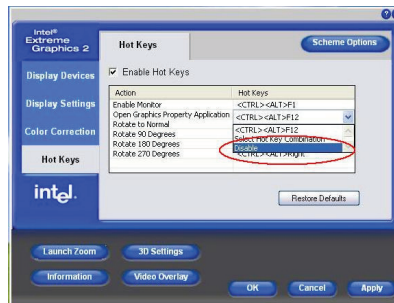 intel®
Extreme
Graphics 2
Hot Keys
Scheme Options
Display Devices
Display Settings
Color Correction
Hot Keys
intel.
Enable Hot Keys
Action Hot Keys
Enable Monitor <CTRL><ALT>F1
Open Graphics Property Application <CTRL><ALT>F12
Rotate to Normal <CTRL><ALT>F12
Rotate 90 Degrees Select Hot Key Combination
Rotate 180 Degrees Disable
Rotate 270 Degrees <CTRL><ALT>Right
Restore Defaults
Launch Zoom
3D Settings
Information
Video Overlay
OK
Cancel
Apply